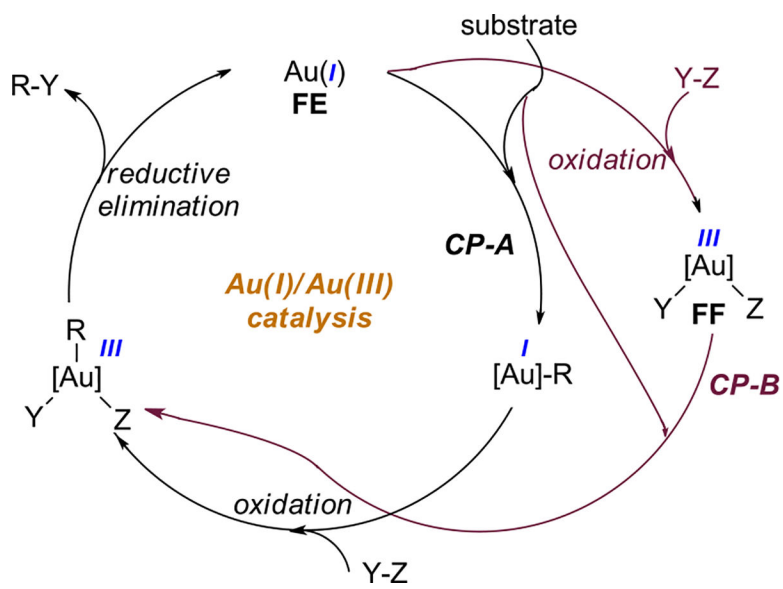 substrate
R-Y
Au(I)
FE
Y-Z
oxidation
reductive
elimination
CP-A
III
[Au]
Y FF Z
Au(I)/Au(III)
catalysis
R
III
[Au]
Y Z
I
[Au]-R
CP-B
oxidation
Y-Z